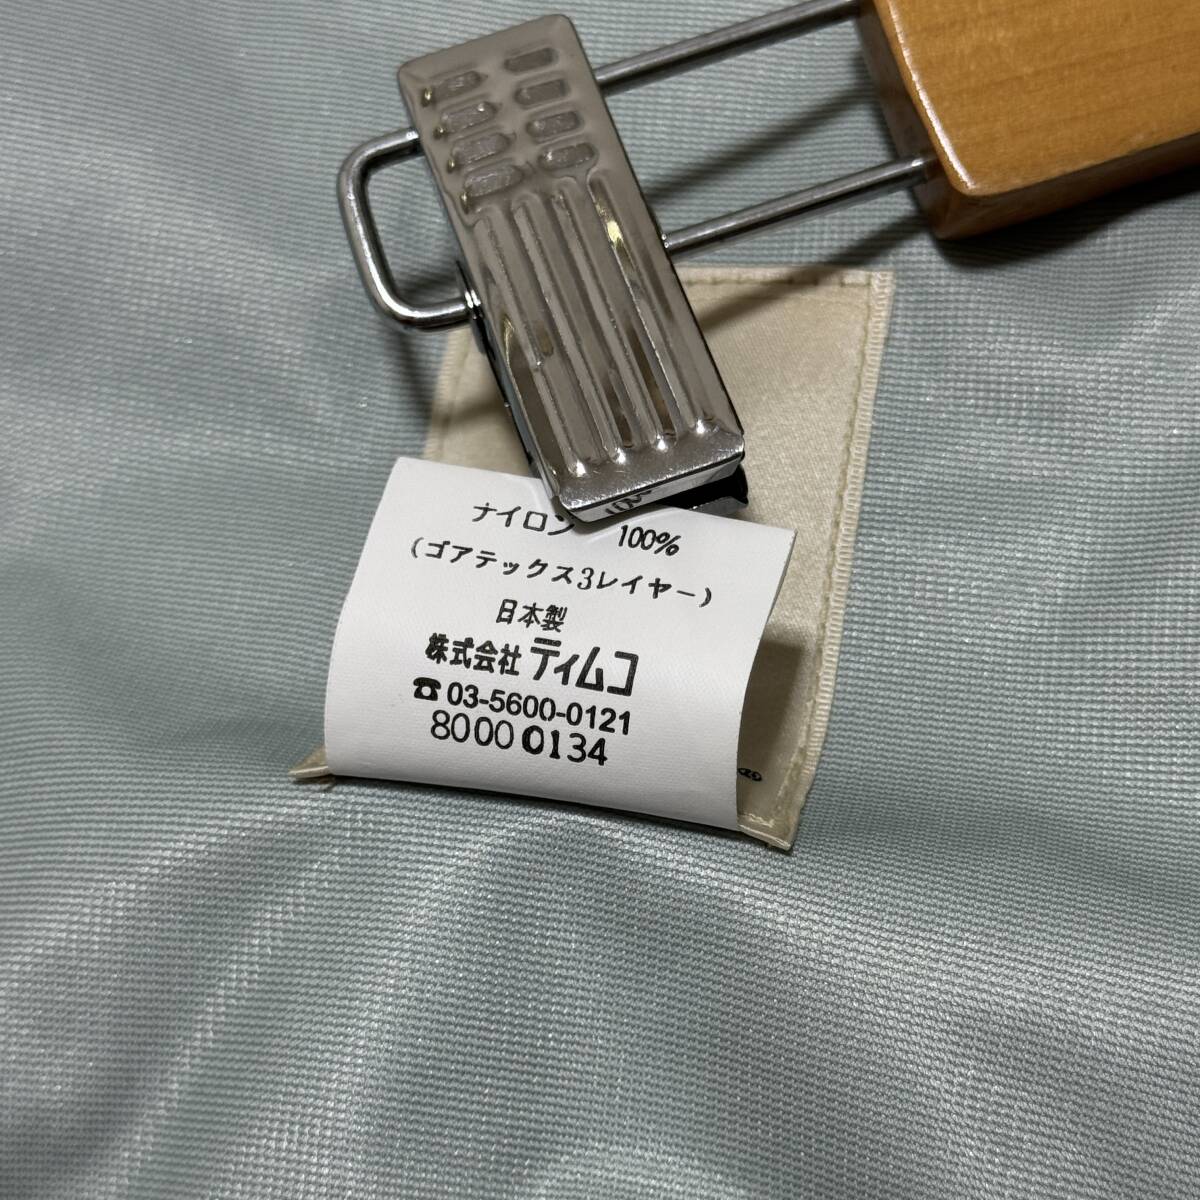 ナイロン 100%
(ゴアテックス3レイヤー)
日本製
株式会社ティムコ
☎03-5600-0121
8000 0134